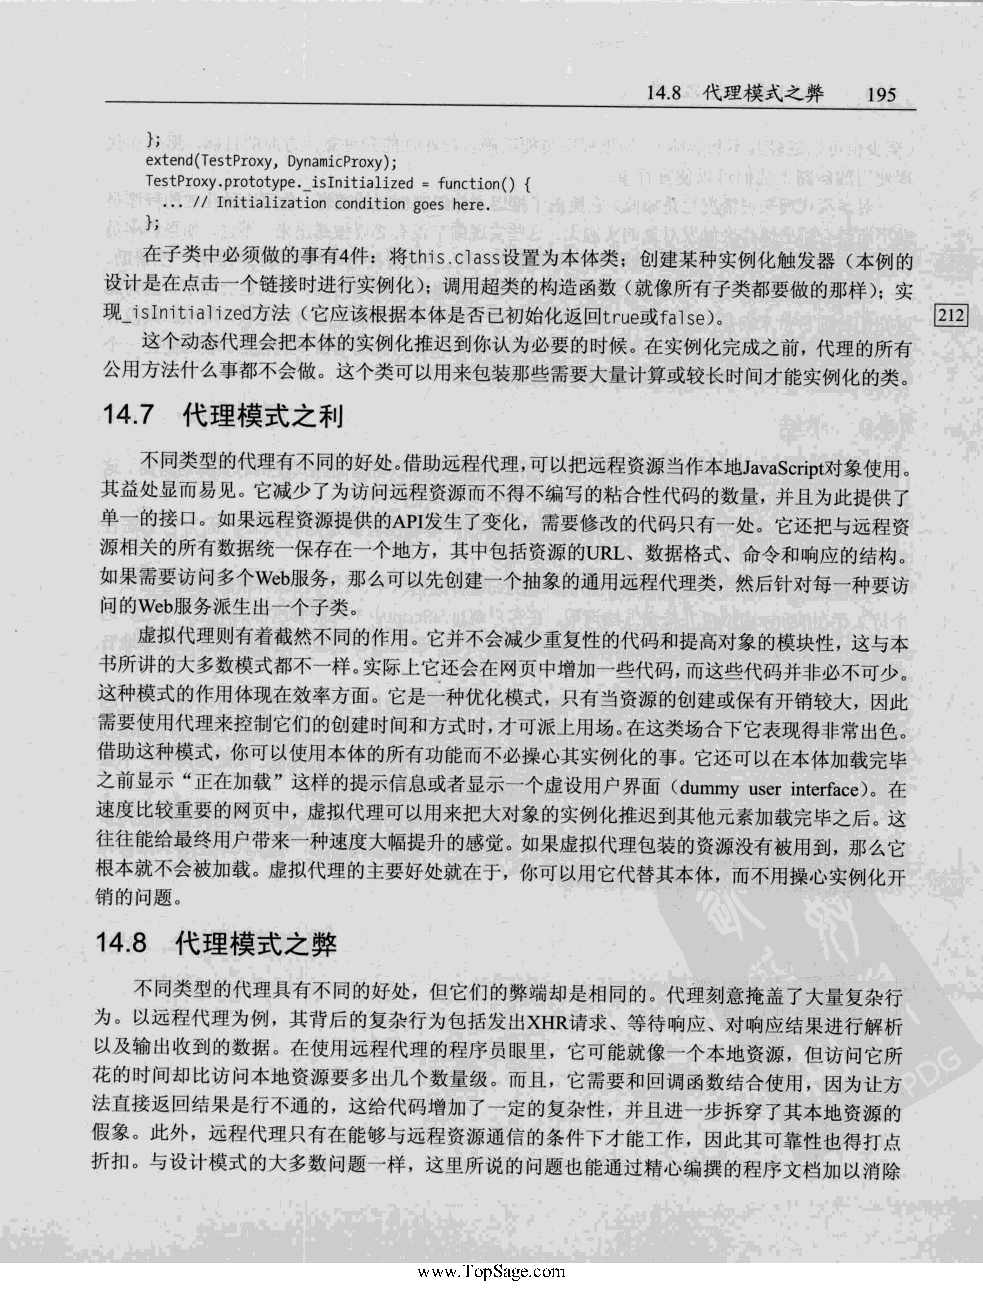 14.8 代理模式之弊 195
};
extend(TestProxy, DynamicProxy);
TestProxy.prototype._isInitialized = function() {
... // Initialization condition goes here.
};
在子类中必须做的事有4件：将this.class设置为本体类；创建某种实例化触发器（本例的
设计是在点击一个链接时进行实例化）；调用超类的构造函数（就像所有子类都要做的那样）；实
现_isInitialized方法（它应该根据本体是否已初始化返回true或false）。
212
这个动态代理会把本体的实例化推迟到你认为必要的时候。在实例化完成之前，代理的所有
公用方法什么事都不会做。这个类可以用来包装那些需要大量计算或较长时间才能实例化的类。
14.7 代理模式之利
不同类型的代理有不同的好处。借助远程代理，可以把远程资源当作本地JavaScript对象使用。
其益处显而易见。它减少了为访问远程资源而不得不编写的粘合性代码的数量，并且为此提供了
单一的接口。如果远程资源提供的API发生了变化，需要修改的代码只有一处。它还把与远程资
源相关的所有数据统一保存在一个地方，其中包括资源的URL、数据格式、命令和响应的结构。
如果需要访问多个Web服务，那么可以先创建一个抽象的通用远程代理类，然后针对每一种要访
问的Web服务派生出一个子类。
虚拟代理则有着截然不同的作用。它并不会减少重复性的代码和提高对象的模块性，这与本
书所讲的大多数模式都不一样。实际上它还会在网页中增加一些代码，而这些代码并非必不可少。
这种模式的作用体现在效率方面。它是一种优化模式，只有当资源的创建或保有开销较大，因此
需要使用代理来控制它们的创建时间和方式时，才可派上用场。在这类场合下它表现得非常出色。
借助这种模式，你可以使用本体的所有功能而不必操心其实例化的事。它还可以在本体加载完毕
之前显示“正在加载”这样的提示信息或者显示一个虚设用户界面（dummy user interface）。在
速度比较重要的网页中，虚拟代理可以用来把大对象的实例化推迟到其他元素加载完毕之后。这
往往能给最终用户带来一种速度大幅提升的感觉。如果虚拟代理包装的资源没有被用到，那么它
根本就不会被加载。虚拟代理的主要好处就在于，你可以用它代替其本体，而不用操心实例化开
销的问题。
14.8 代理模式之弊
不同类型的代理具有不同的好处，但它们的弊端却是相同的。代理刻意掩盖了大量复杂行
为。以远程代理为例，其背后的复杂行为包括发出XHR请求、等待响应、对响应结果进行解析
以及输出收到的数据。在使用远程代理的程序员眼里，它可能就像一个本地资源，但访问它所
花的时间却比访问本地资源要多出几个数量级。而且，它需要和回调函数结合使用，因为让方
法直接返回结果是行不通的，这给代码增加了一定的复杂性，并且进一步拆穿了其本地资源的
假象。此外，远程代理只有在能够与远程资源通信的条件下才能工作，因此其可靠性也得打点
折扣。与设计模式的大多数问题一样，这里所说的问题也能通过精心编撰的程序文档加以消除
PDG
www.TopSage.com